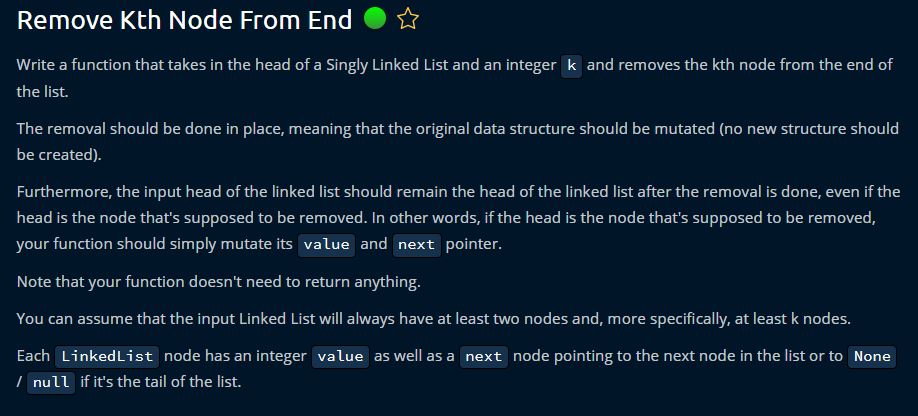 Remove Kth Node From End
Write a function that takes in the head of a Singly Linked List and an integer k and removes the kth node from the end of
the list.
The removal should be done in place, meaning that the original data structure should be mutated (no new structure should
be created).
Furthermore, the input head of the linked list should remain the head of the linked list after the removal is done, even if the
head is the node that's supposed to be removed. In other words, if the head is the node that's supposed to be removed,
your function should simply mutate its value and next pointer.
Note that your function doesn't need to return anything.
You can assume that the input Linked List will always have at least two nodes and, more specifically, at least k nodes.
Each LinkedList node has an integer value as well as a next node pointing to the next node in the list or to None
/ null if it's the tail of the list.